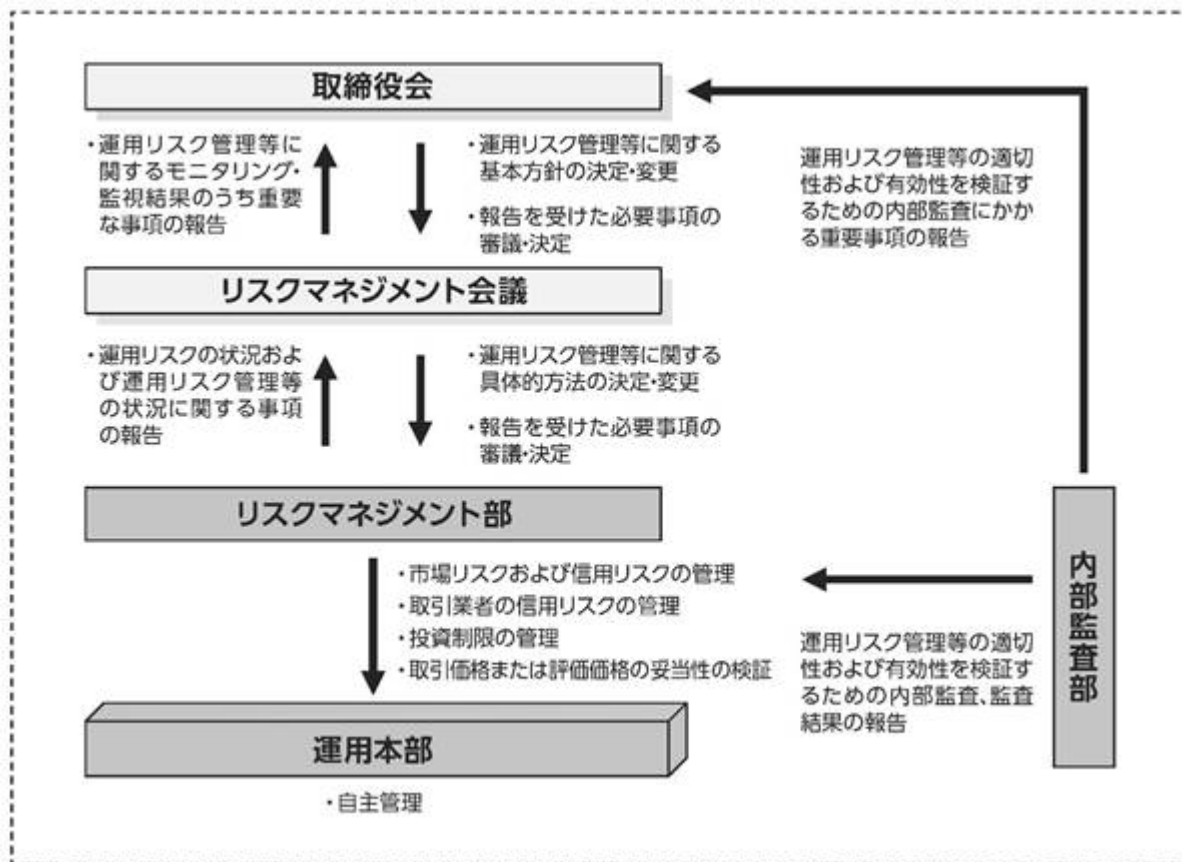 取締役会
・運用リスク管理等に
関するモニタリング・
監視結果のうち重要
な事項の報告
・運用リスク管理等に関する
基本方針の決定・変更
・報告を受けた必要事項の
審議・決定
運用リスク管理等の適切
性および有効性を検証す
るための内部監査にかか
る重要事項の報告
リスクマネジメント会議
・運用リスクの状況およ
び運用リスク管理等
の状況に関する事項
の報告
・運用リスク管理等に関する
具体的方法の決定・変更
・報告を受けた必要事項の
審議・決定
リスクマネジメント部
・市場リスクおよび信用リスクの管理
・取引業者の信用リスクの管理
・投資制限の管理
・取引価格または評価価格の妥当性の検証
内部監査部
運用リスク管理等の適切
性および有効性を検証す
るための内部監査、監査
結果の報告
運用本部
・自主管理